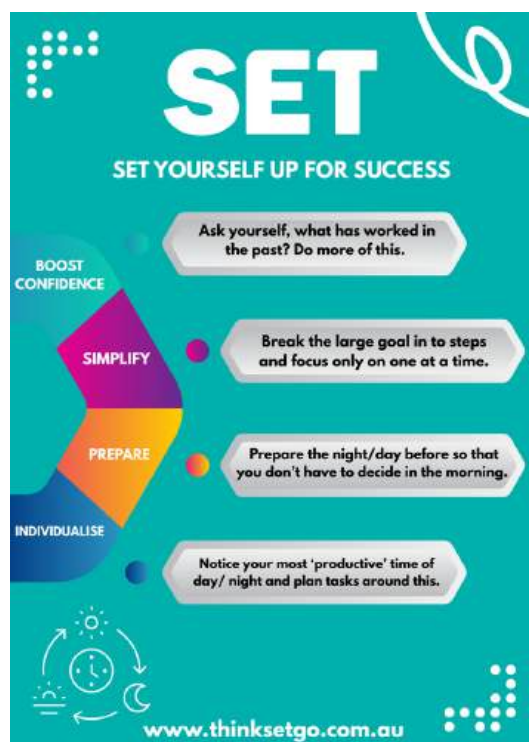 SET
SET YOURSELF UP FOR SUCCESS
BOOST
CONFIDENCE
Ask yourself, what has worked in
the past? Do more of this.
SIMPLIFY
Break the large goal in to steps
and focus only on one at a time.
PREPARE
Prepare the night/day before so that
you don't have to decide in the morning.
INDIVIDUALISE
Notice your most 'productive' time of
day/ night and plan tasks around this.
www.thinksetgo.com.au